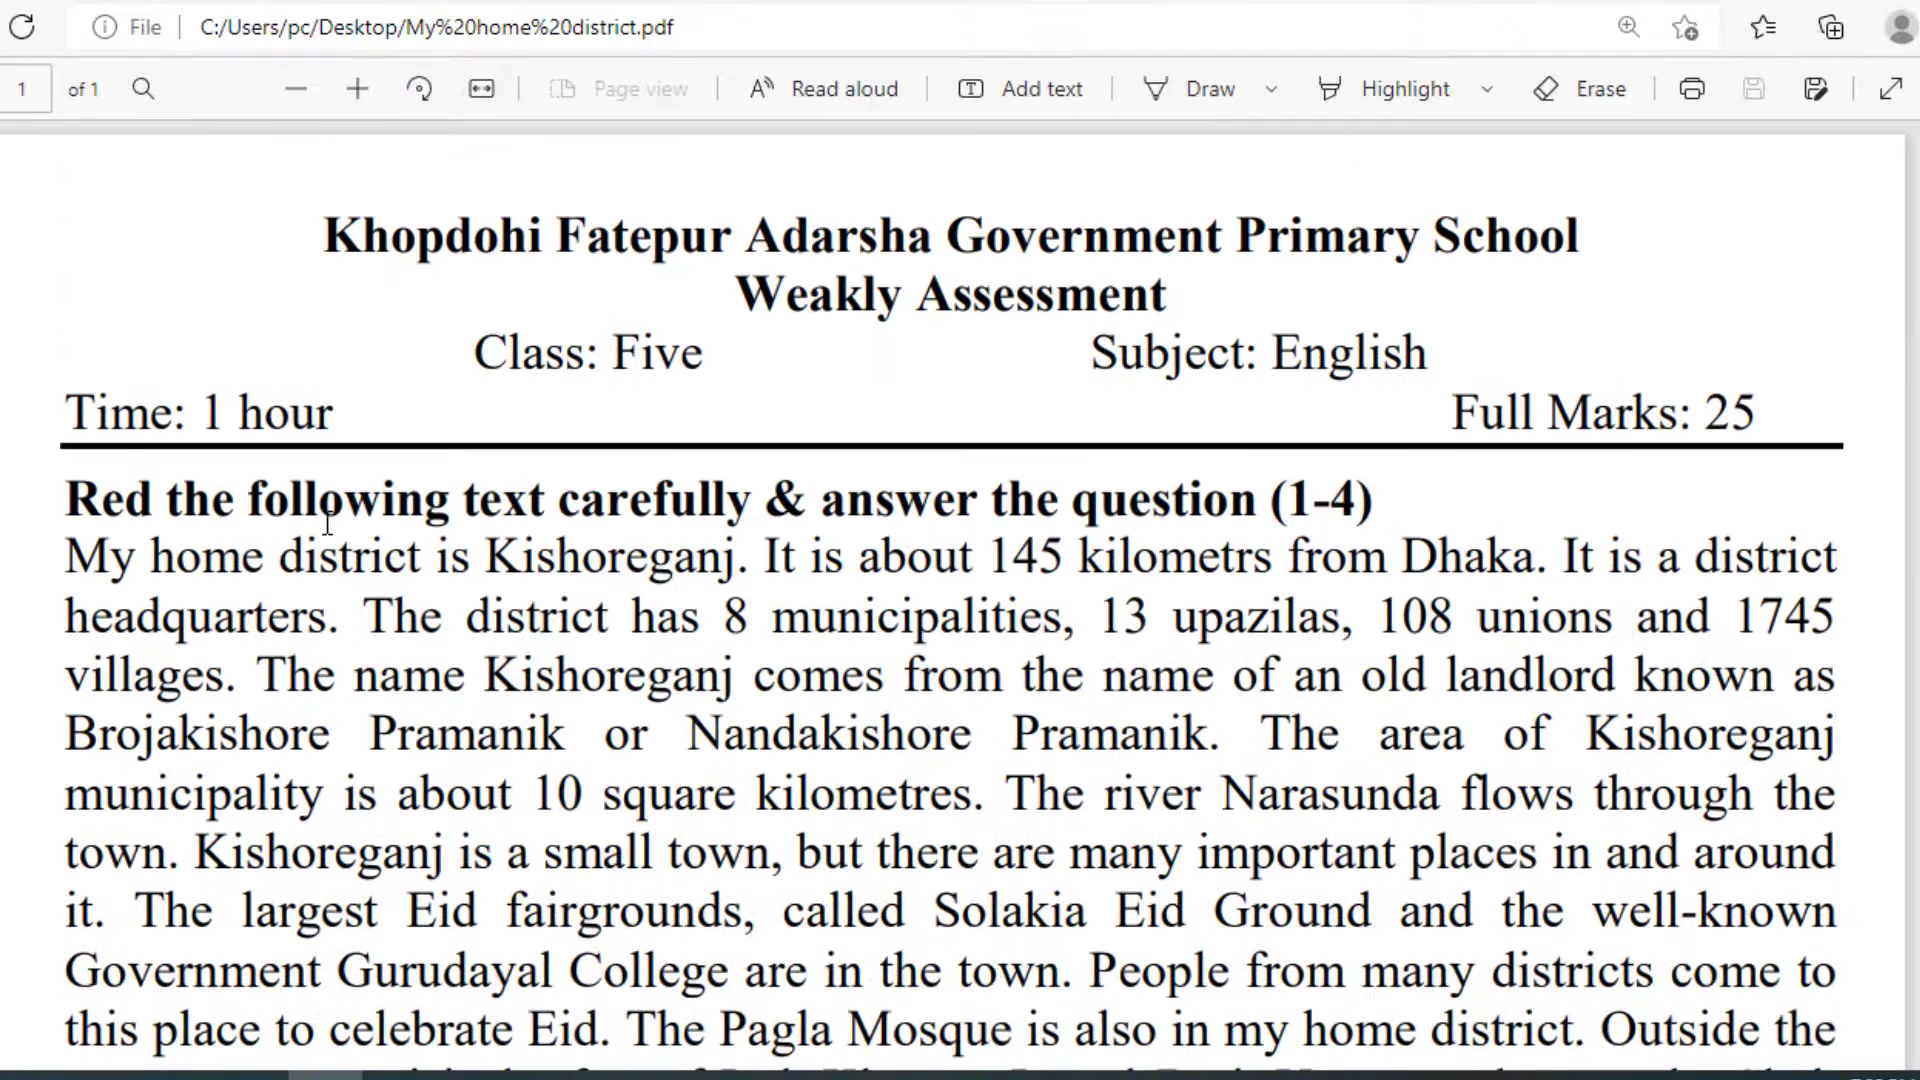 File C:/Users/pc/Desktop/My%20home%20district.pdf
1 of 1 Page view Read aloud Add text Draw Highlight Erase
Khopdohi Fatepur Adarsha Government Primary School
Weakly Assessment
Class: Five Subject: English
Time: 1 hour Full Marks: 25
Red the following text carefully & answer the question (1-4)
My home district is Kishoreganj. It is about 145 kilometrs from Dhaka. It is a district
headquarters. The district has 8 municipalities, 13 upazilas, 108 unions and 1745
villages. The name Kishoreganj comes from the name of an old landlord known as
Brojakishore Pramanik or Nandakishore Pramanik. The area of Kishoreganj
municipality is about 10 square kilometres. The river Narasunda flows through the
town. Kishoreganj is a small town, but there are many important places in and around
it. The largest Eid fairgrounds, called Solakia Eid Ground and the well-known
Government Gurudayal College are in the town. People from many districts come to
this place to celebrate Eid. The Pagla Mosque is also in my home district. Outside the